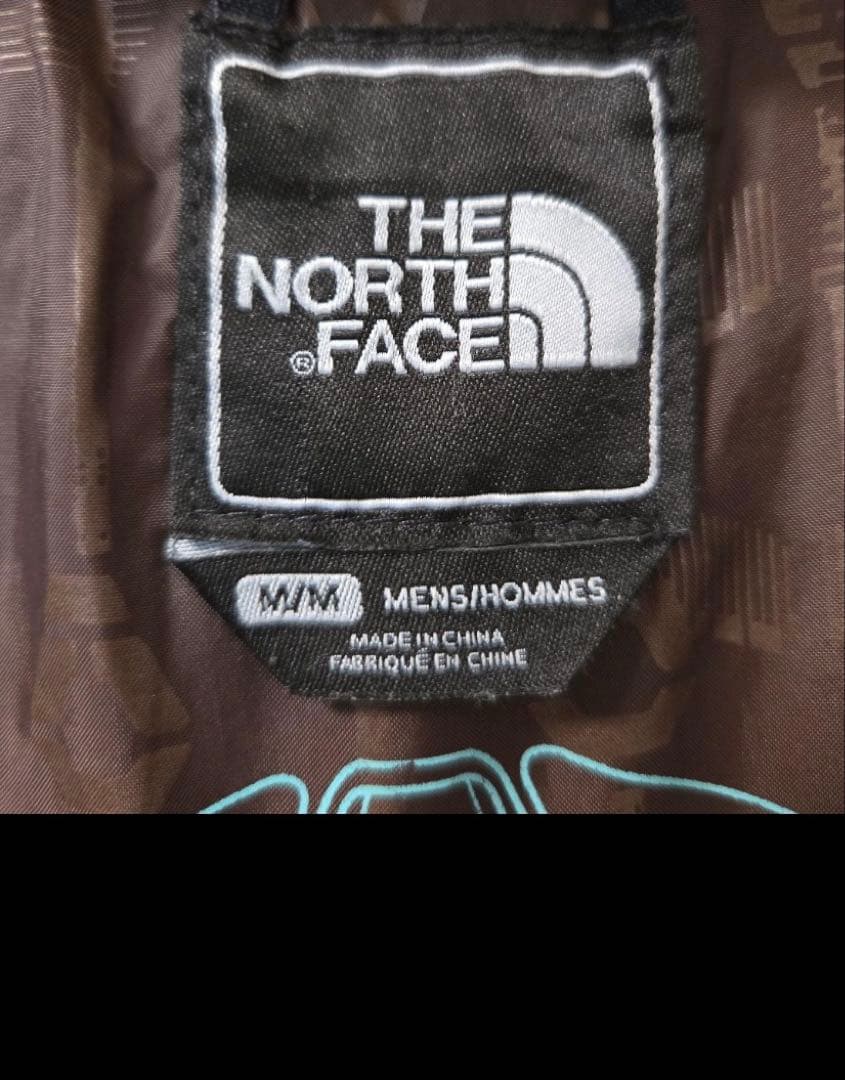 THE
NORTH
®FACE
M/M MENS/HOMMES
MADE IN CHINA
FABRIQUÉ EN CHINE